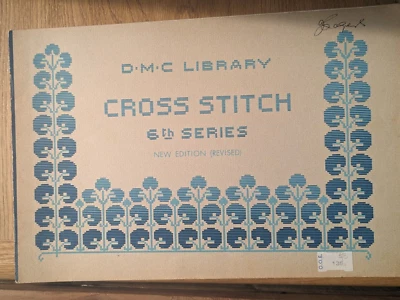 D·M·C LIBRARY
CROSS STITCH
6th SERIES
NEW EDITION (REVISED)